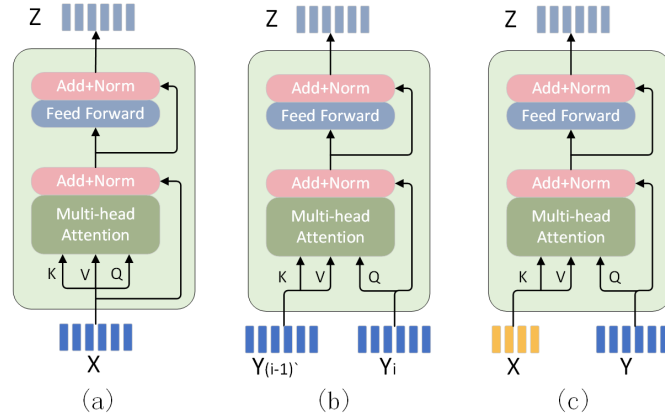 Z
Add+Norm
Feed Forward
Add+Norm
Multi-head
Attention
K V Q
X
(a)
Z
Add+Norm
Feed Forward
Add+Norm
Multi-head
Attention
K V Q
Y(i-1)` Yi
(b)
Z
Add+Norm
Feed Forward
Add+Norm
Multi-head
Attention
K V Q
X Y
(c)